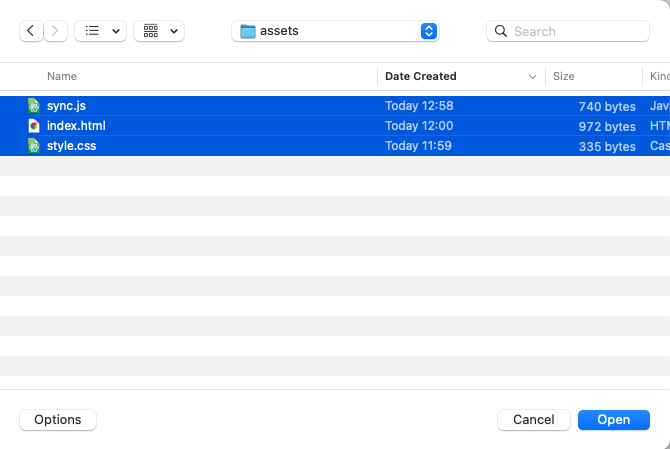 assets
Search
Name Date Created Size Kind
sync.js Today 12:58 740 bytes Jav
index.html Today 12:00 972 bytes HTM
style.css Today 11:59 335 bytes Cas
Options Cancel Open